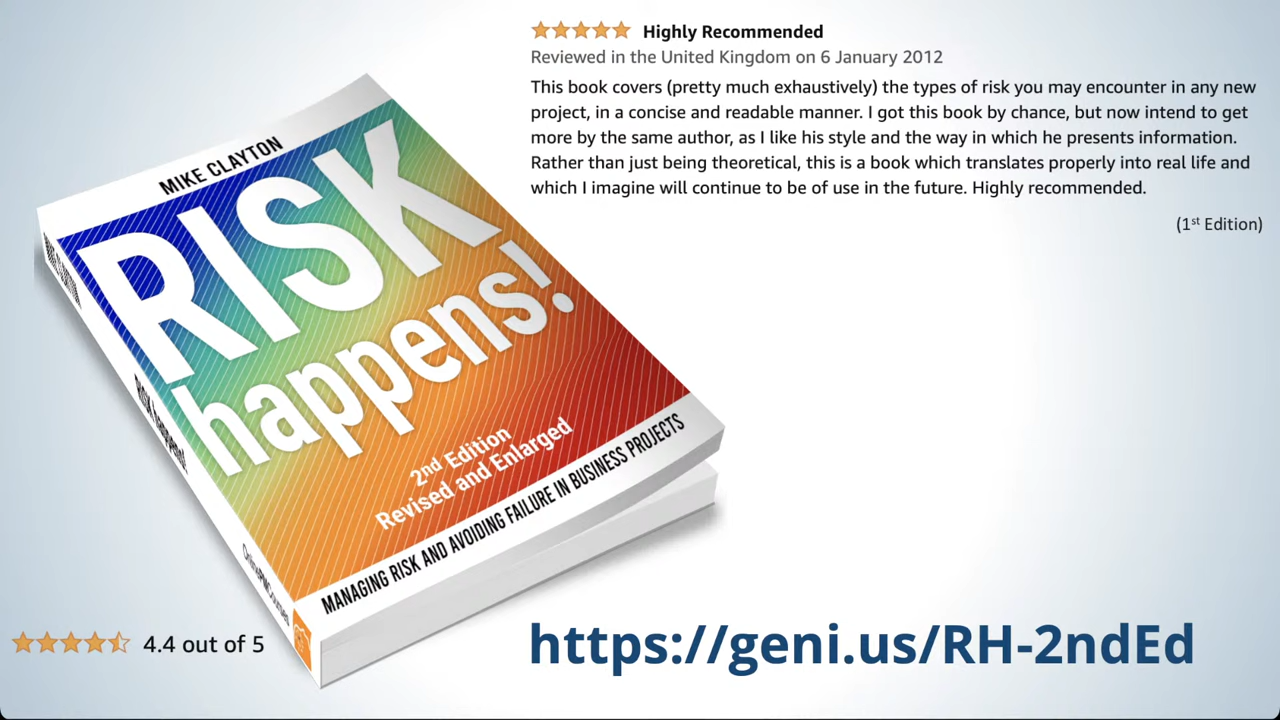 Highly Recommended
Reviewed in the United Kingdom on 6 January 2012
This book covers (pretty much exhaustively) the types of risk you may encounter in any new
project, in a concise and readable manner. I got this book by chance, but now intend to get
more by the same author, as I like his style and the way in which he presents information.
Rather than just being theoretical, this is a book which translates properly into real life and
which I imagine will continue to be of use in the future. Highly recommended.
(1st Edition)
MIKE CLAYTON
RISK
happens!
2nd Edition
Revised and Enlarged
MANAGING RISK AND AVOIDING FAILURE IN BUSINESS PROJECTS
MIKE CLAYTON
RISK happens!
OnlinePMCourses
4.4 out of 5
https://geni.us/RH-2ndEd